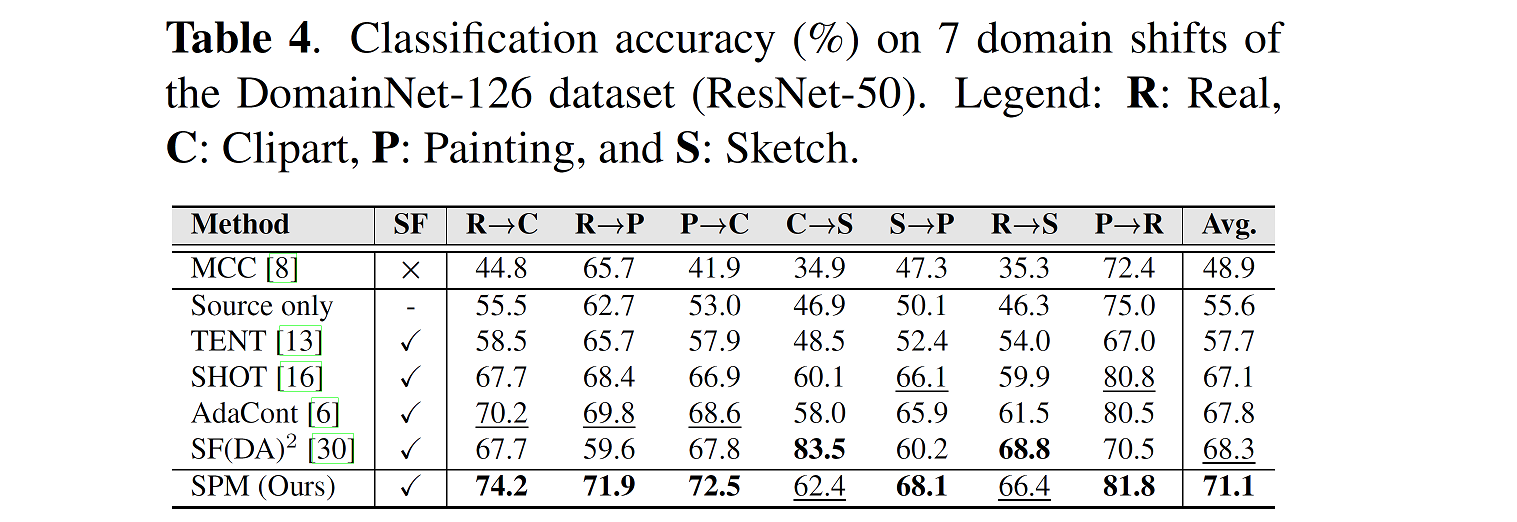 Table 4. Classification accuracy (%) on 7 domain shifts of
the DomainNet-126 dataset (ResNet-50). Legend: R: Real,
C: Clipart, P: Painting, and S: Sketch.
Method SF R→C R→P P→C C→S S→P R→S P→R Avg.
MCC [8] × 44.8 65.7 41.9 34.9 47.3 35.3 72.4 48.9
Source only - 55.5 62.7 53.0 46.9 50.1 46.3 75.0 55.6
TENT [13] ✓ 58.5 65.7 57.9 48.5 52.4 54.0 67.0 57.7
SHOT [16] ✓ 67.7 68.4 66.9 60.1 66.1 59.9 80.8 67.1
AdaCont [6] ✓ 70.2 69.8 68.6 58.0 65.9 61.5 80.5 67.8
SF(DA)² [30] ✓ 67.7 59.6 67.8 83.5 60.2 68.8 70.5 68.3
SPM (Ours) ✓ 74.2 71.9 72.5 62.4 68.1 66.4 81.8 71.1